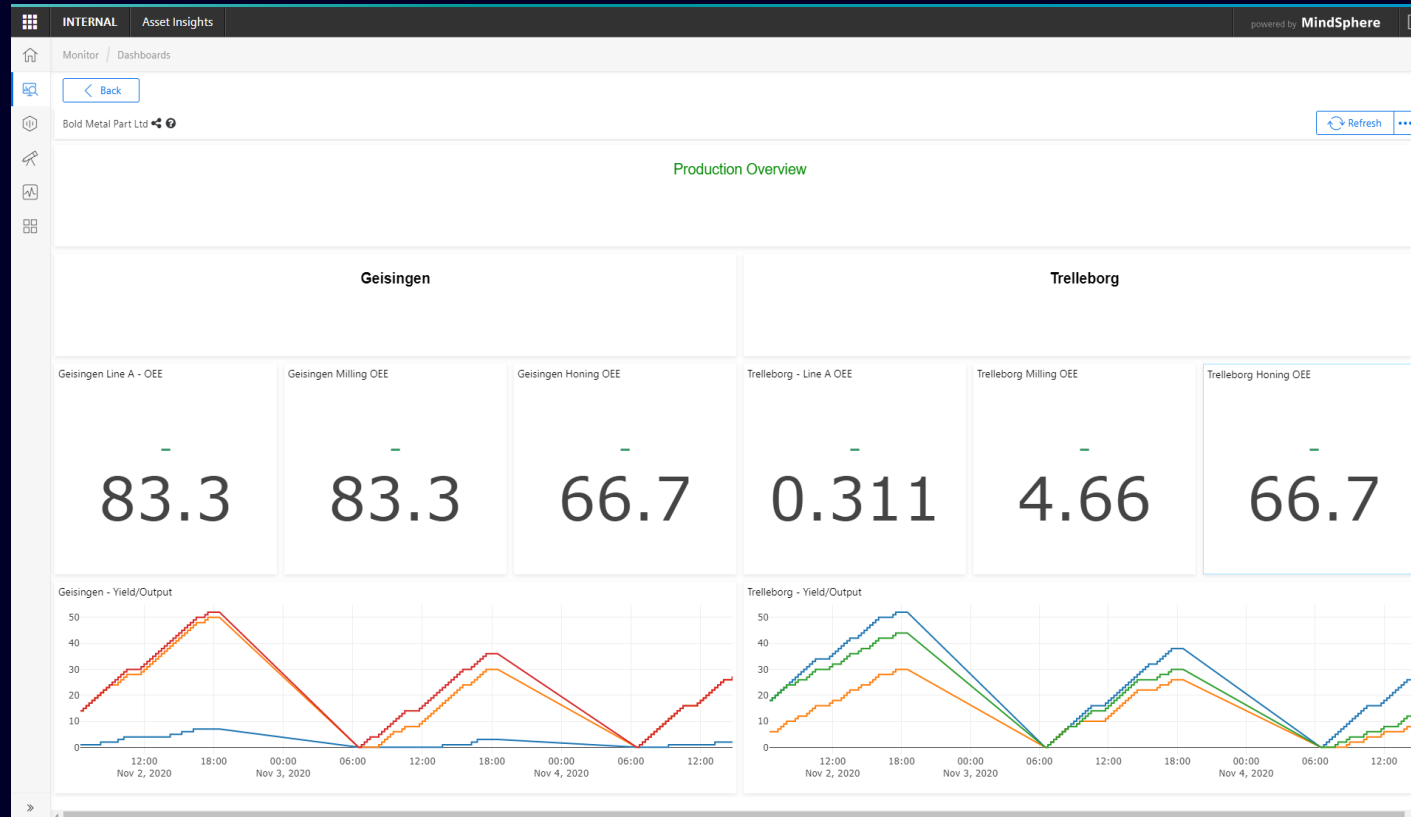 INTERNAL Asset Insights powered by MindSphere
Monitor / Dashboards
Back
Bold Metal Part Ltd
Refresh
Production Overview
Geisingen
Trelleborg
Geisingen Line A - OEE
-
83.3
Geisingen Milling OEE
-
83.3
Geisingen Honing OEE
-
66.7
Trelleborg - Line A OEE
-
0.311
Trelleborg Milling OEE
-
4.66
Trelleborg Honing OEE
-
66.7
Geisingen - Yield/Output
50
40
30
20
10
0
12:00 18:00 00:00 06:00 12:00 18:00 00:00 06:00 12:00
Nov 2, 2020 Nov 3, 2020 Nov 4, 2020
Trelleborg - Yield/Output
50
40
30
20
10
0
12:00 18:00 00:00 06:00 12:00 18:00 00:00 06:00 12:00
Nov 2, 2020 Nov 3, 2020 Nov 4, 2020